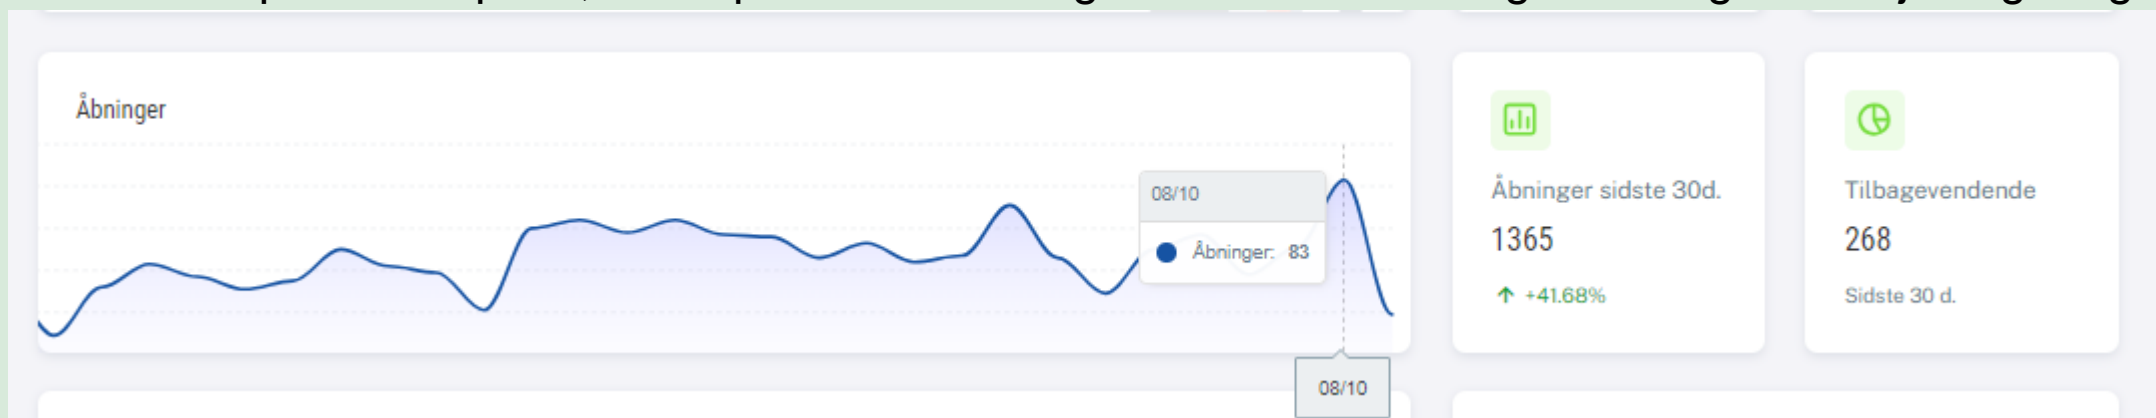 Åbninger
08/10
Åbninger: 83
08/10
Åbninger sidste 30d.
1365
+41.68%
Tilbagevendende
268
Sidste 30 d.